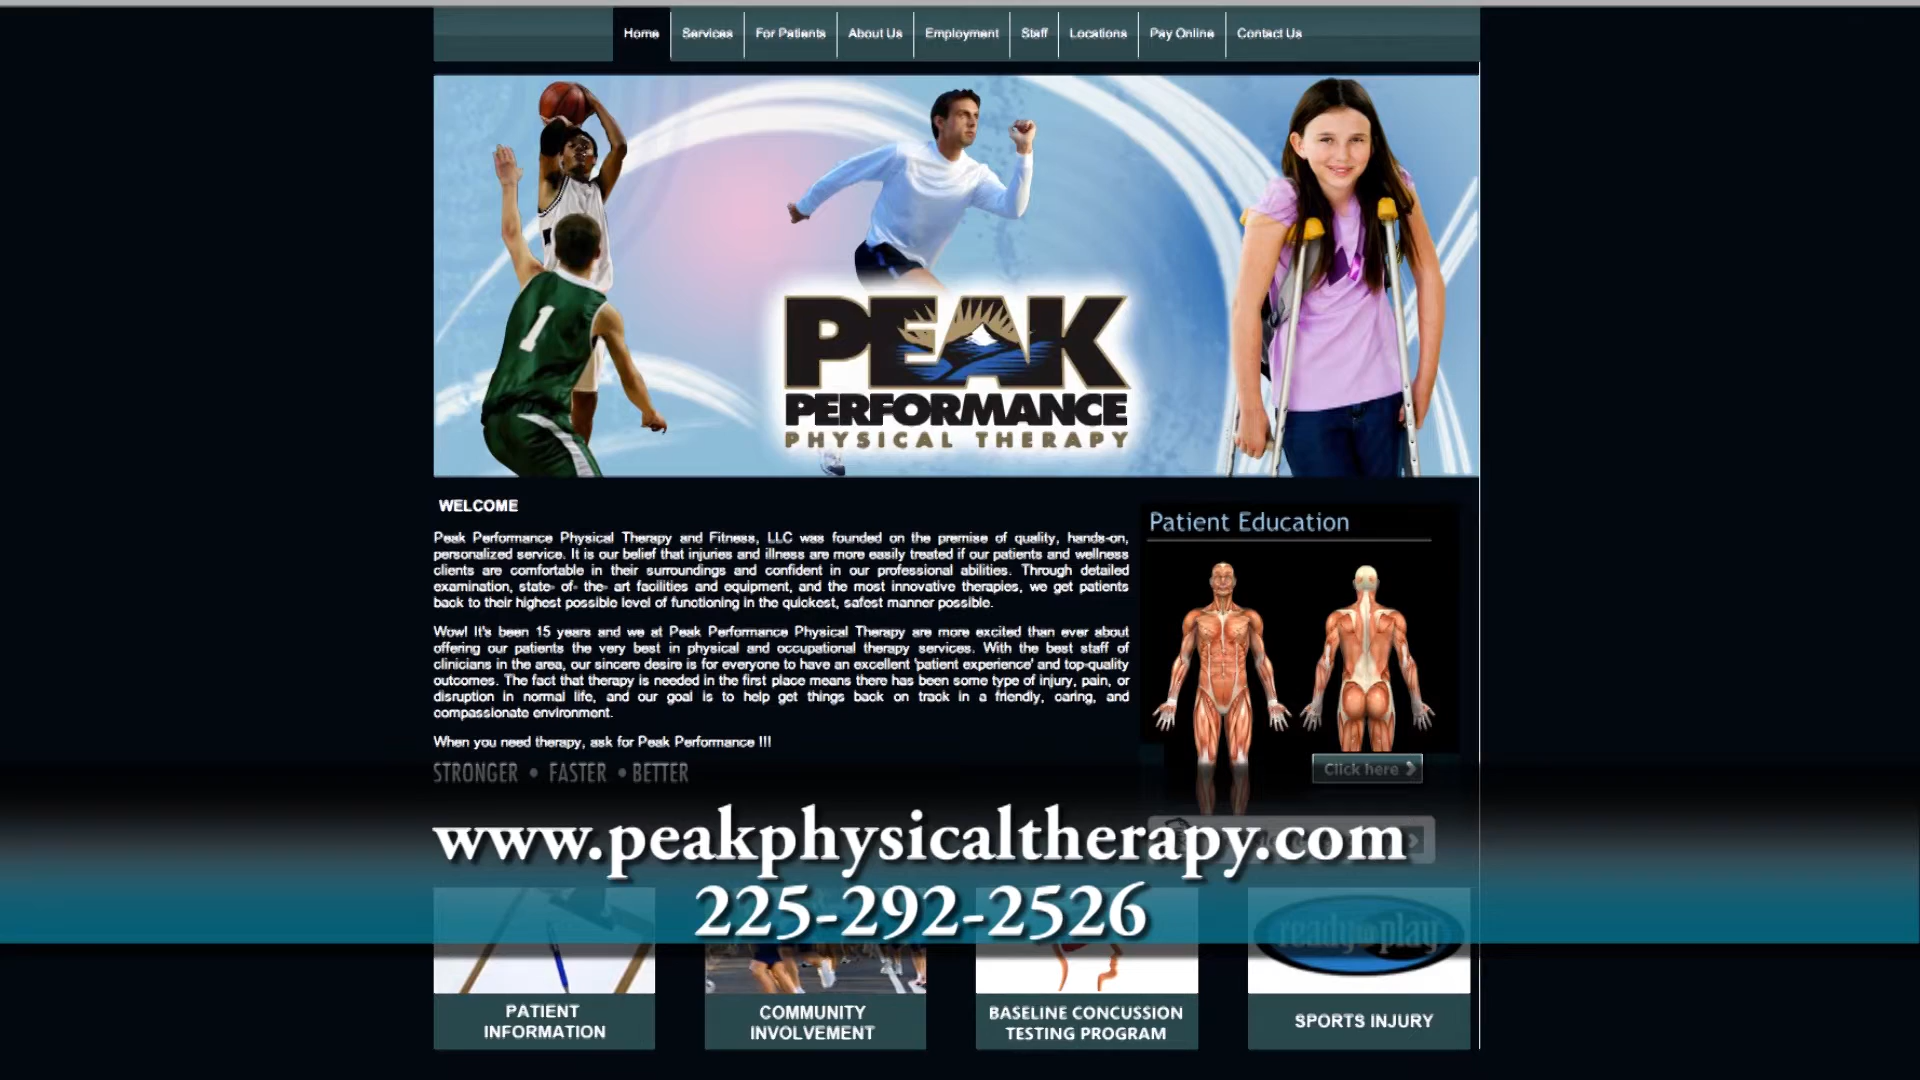 Home Services For Patients About Us Employment Staff Locations Pay Online Contact Us
1
PEAK
PERFORMANCE
PHYSICAL THERAPY
WELCOME
Peak Performance Physical Therapy and Fitness, LLC was founded on the premise of quality, hands-on,
personalized service. It is our belief that injuries and illness are more easily treated if our patients and wellness
clients are comfortable in their surroundings and confident in our professional abilities. Through detailed
examination, state- of- the- art facilities and equipment, and the most innovative therapies, we get patients
back to their highest possible level of functioning in the quickest, safest manner possible.
Wow! It's been 15 years and we at Peak Performance Physical Therapy are more excited than ever about
offering our patients the very best in physical and occupational therapy services. With the best staff of
clinicians in the area, our sincere desire is for everyone to have an excellent 'patient experience' and top-quality
outcomes. The fact that therapy is needed in the first place means there has been some type of injury, pain, or
disruption in normal life, and our goal is to help get things back on track in a friendly, caring, and
compassionate environment.
When you need therapy, ask for Peak Performance !!!
STRONGER • FASTER • BETTER
Patient Education
Click here
www.peakphysicaltherapy.com
225-292-2526
ready to play
PATIENT
INFORMATION
COMMUNITY
INVOLVEMENT
BASELINE CONCUSSION
TESTING PROGRAM
SPORTS INJURY